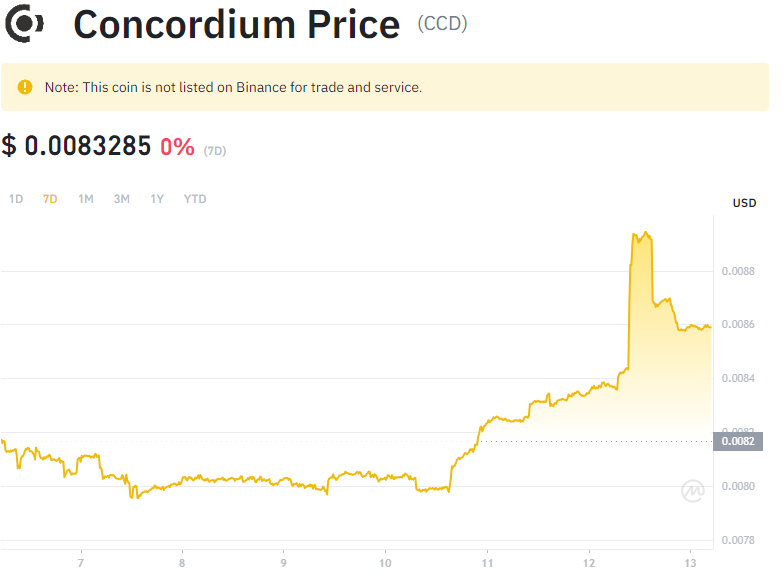 Concordium Price (CCD)
Note: This coin is not listed on Binance for trade and service.
$ 0.0083285 0% (7D)
1D 7D 1M 3M 1Y YTD
USD
0.0088
0.0086
0.0084
0.0082
0.0082
0.0080
0.0078
7 8 9 10 11 12 13